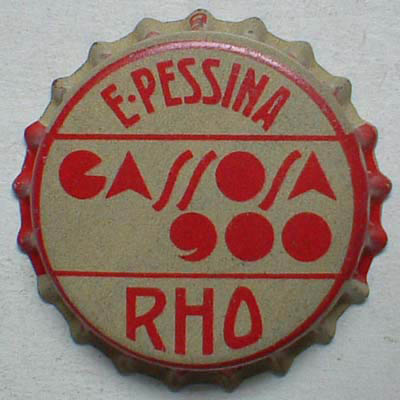 E·PESSINA
GASSOSA
900
RHO